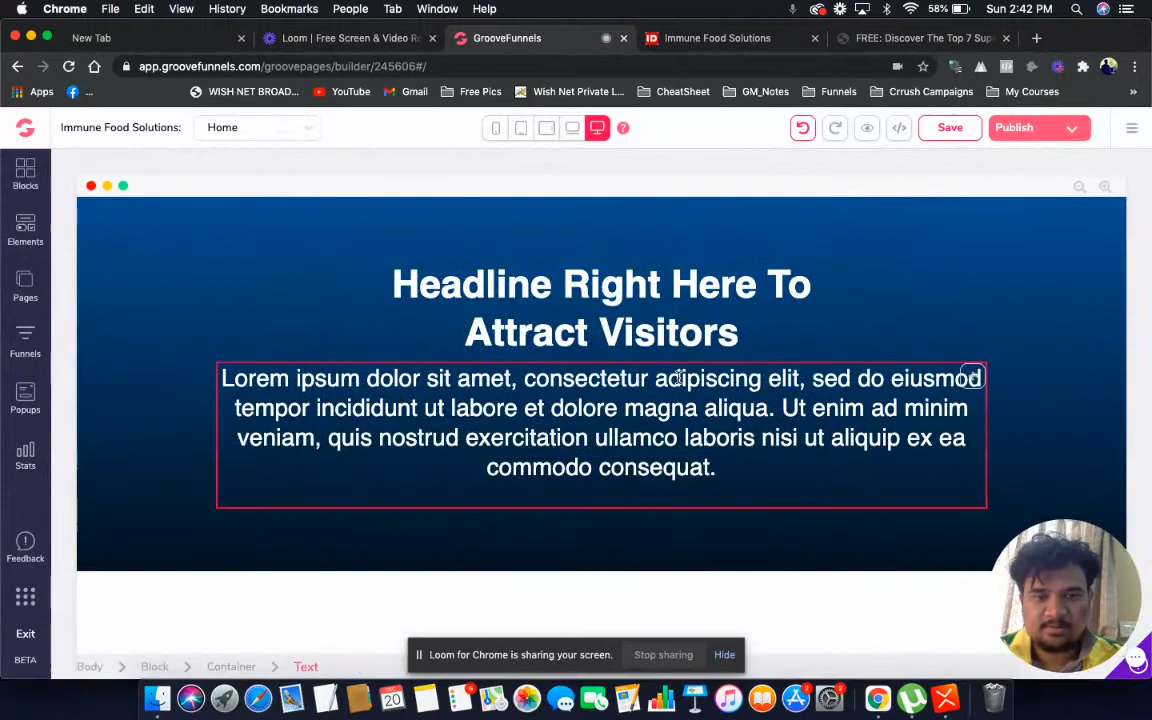 Chrome File Edit View History Bookmarks People Tab Window Help
58% Sun 2:42 PM
New Tab
Loom | Free Screen & Video Re
GrooveFunnels
Immune Food Solutions
FREE: Discover The Top 7 Sup
app.groovefunnels.com/groovepages/builder/245606#/
Apps
...
WISH NET BROAD...
YouTube
Gmail
Free Pics
Wish Net Private L...
CheatSheet
GM_Notes
Funnels
Crrush Campaigns
My Courses
Immune Food Solutions:
Home
Save
Publish
Blocks
Elements
Pages
Funnels
Popups
Stats
Feedback
Exit
BETA
Headline Right Here To
Attract Visitors
Lorem ipsum dolor sit amet, consectetur adipiscing elit, sed do eiusmod
tempor incididunt ut labore et dolore magna aliqua. Ut enim ad minim
veniam, quis nostrud exercitation ullamco laboris nisi ut aliquip ex ea
commodo consequat.
Loom for Chrome is sharing your screen.
Stop sharing
Hide
Body
Block
Container
Text